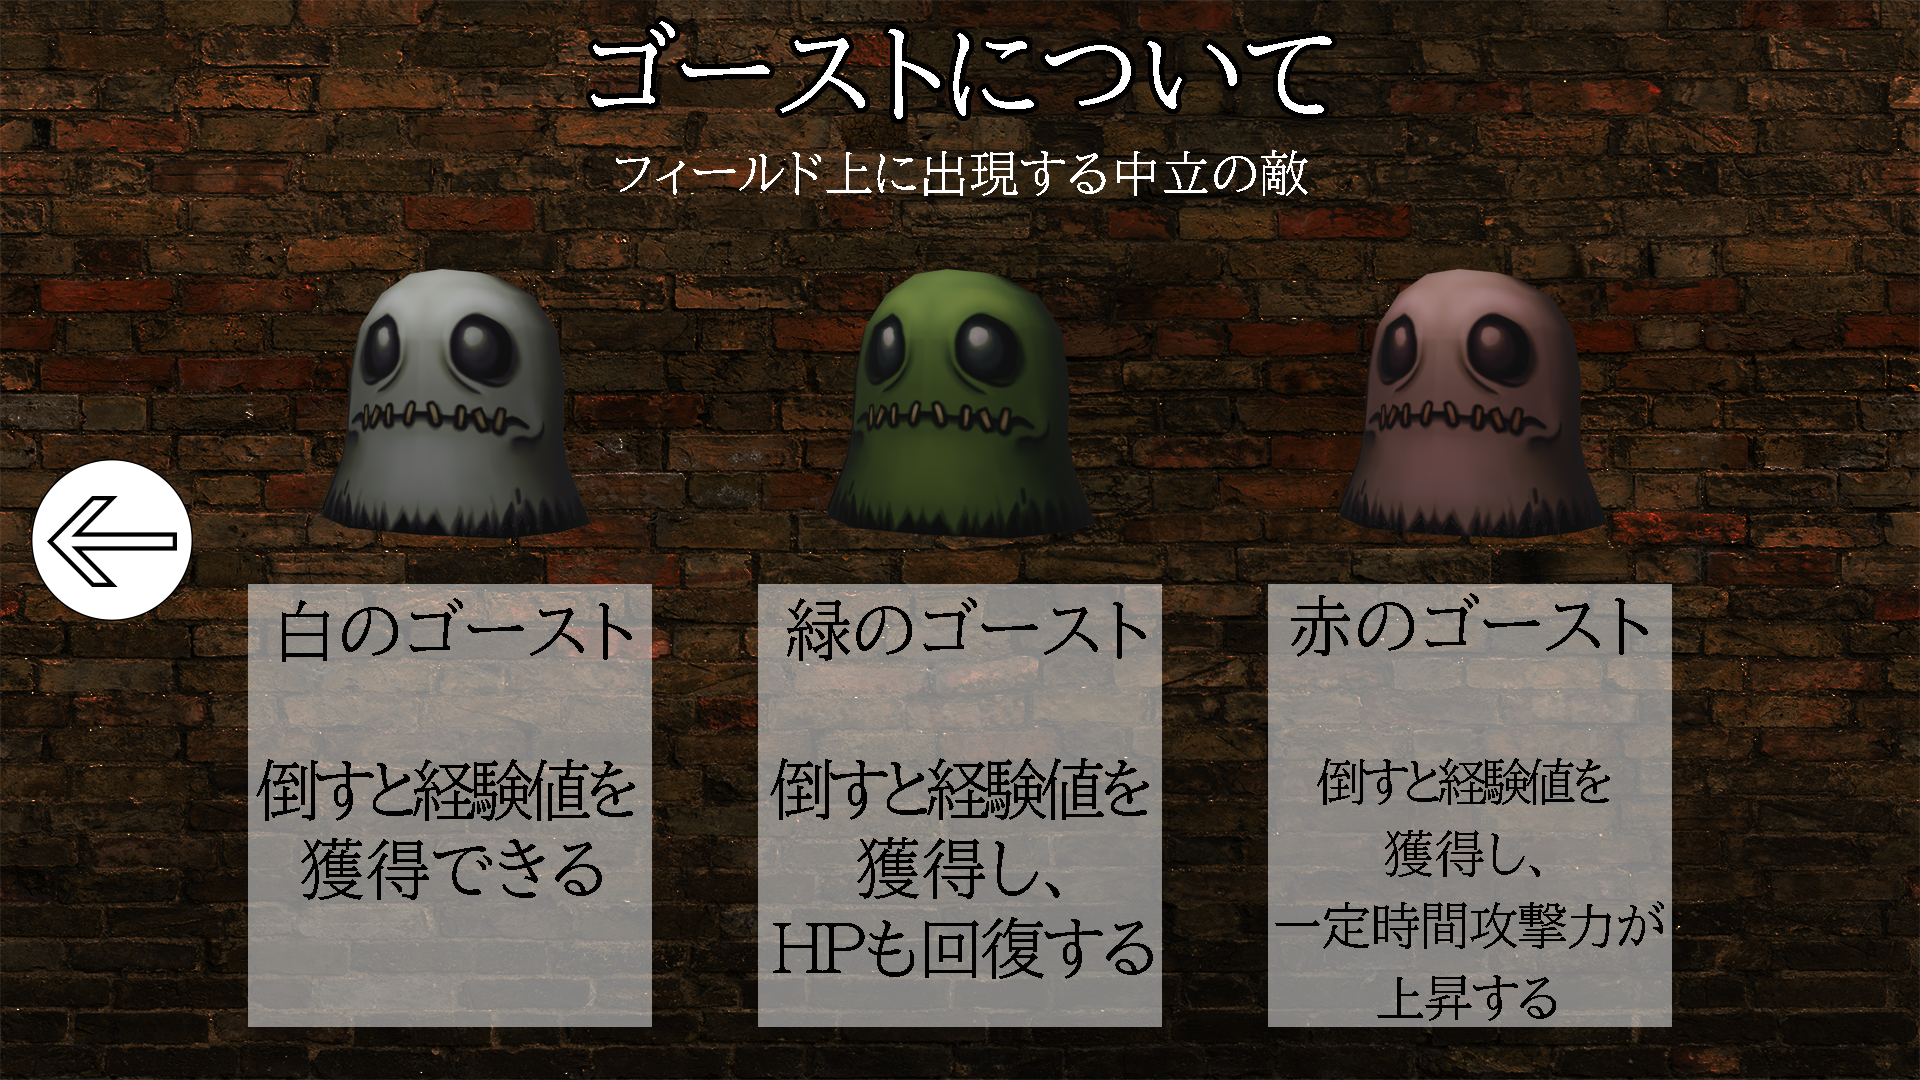 ゴーストについて
フィールド上に出現する中立の敵
白のゴースト
倒すと経験値を
獲得できる
緑のゴースト
倒すと経験値を
獲得し、
HPも回復する
赤のゴースト
倒すと経験値を
獲得し、
一定時間攻撃力が
上昇する